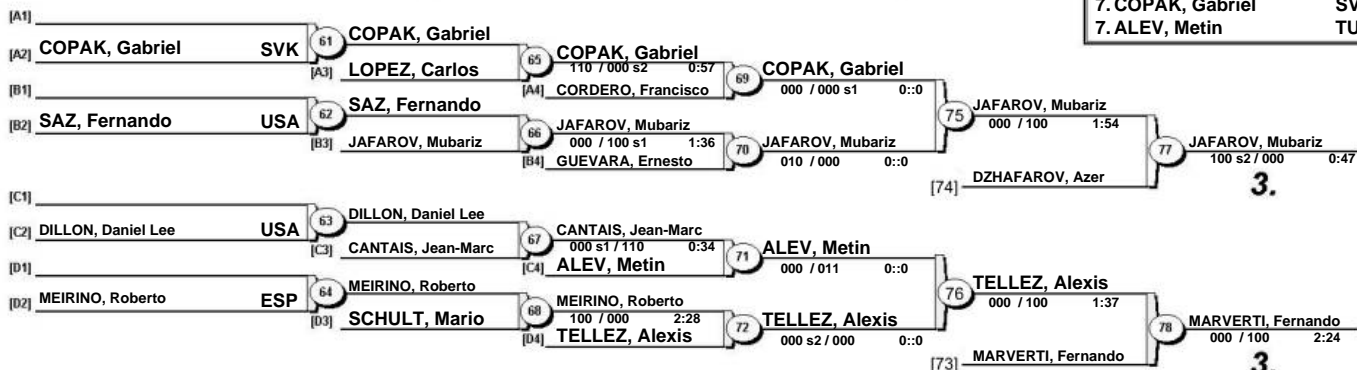 7. COPAK, Gabriel SV
7. ALEV, Metin TU
[A1]
[A2] COPAK, Gabriel SVK 61 COPAK, Gabriel
[A3] LOPEZ, Carlos 65 COPAK, Gabriel
110 / 000 s2 0:57
[A4] CORDERO, Francisco 69 COPAK, Gabriel
000 / 000 s1 0::0
[B1]
[B2] SAZ, Fernando USA 62 SAZ, Fernando
[B3] JAFAROV, Mubariz 66 JAFAROV, Mubariz
000 / 100 s1 1:36
[B4] GUEVARA, Ernesto 70 JAFAROV, Mubariz
010 / 000 0::0
75 JAFAROV, Mubariz
000 / 100 1:54
[74] DZHAFAROV, Azer 77 JAFAROV, Mubariz
100 s2 / 000 0:47
3.
[C1]
[C2] DILLON, Daniel Lee USA 63 DILLON, Daniel Lee
[C3] CANTAIS, Jean-Marc 67 CANTAIS, Jean-Marc
000 s1 / 110 0:34
[C4] ALEV, Metin 71 ALEV, Metin
000 / 011 0::0
[D1]
[D2] MEIRINO, Roberto ESP 64 MEIRINO, Roberto
[D3] SCHULT, Mario 68 MEIRINO, Roberto
100 / 000 2:28
[D4] TELLEZ, Alexis 72 TELLEZ, Alexis
000 s2 / 000 0::0
76 TELLEZ, Alexis
000 / 100 1:37
[73] MARVERTI, Fernando 78 MARVERTI, Fernando
000 / 100 2:24
3.